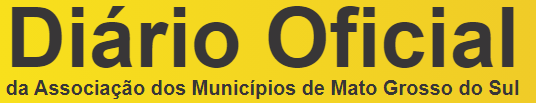 Diário Oficial
da Associação dos Municípios de Mato Grosso do Sul